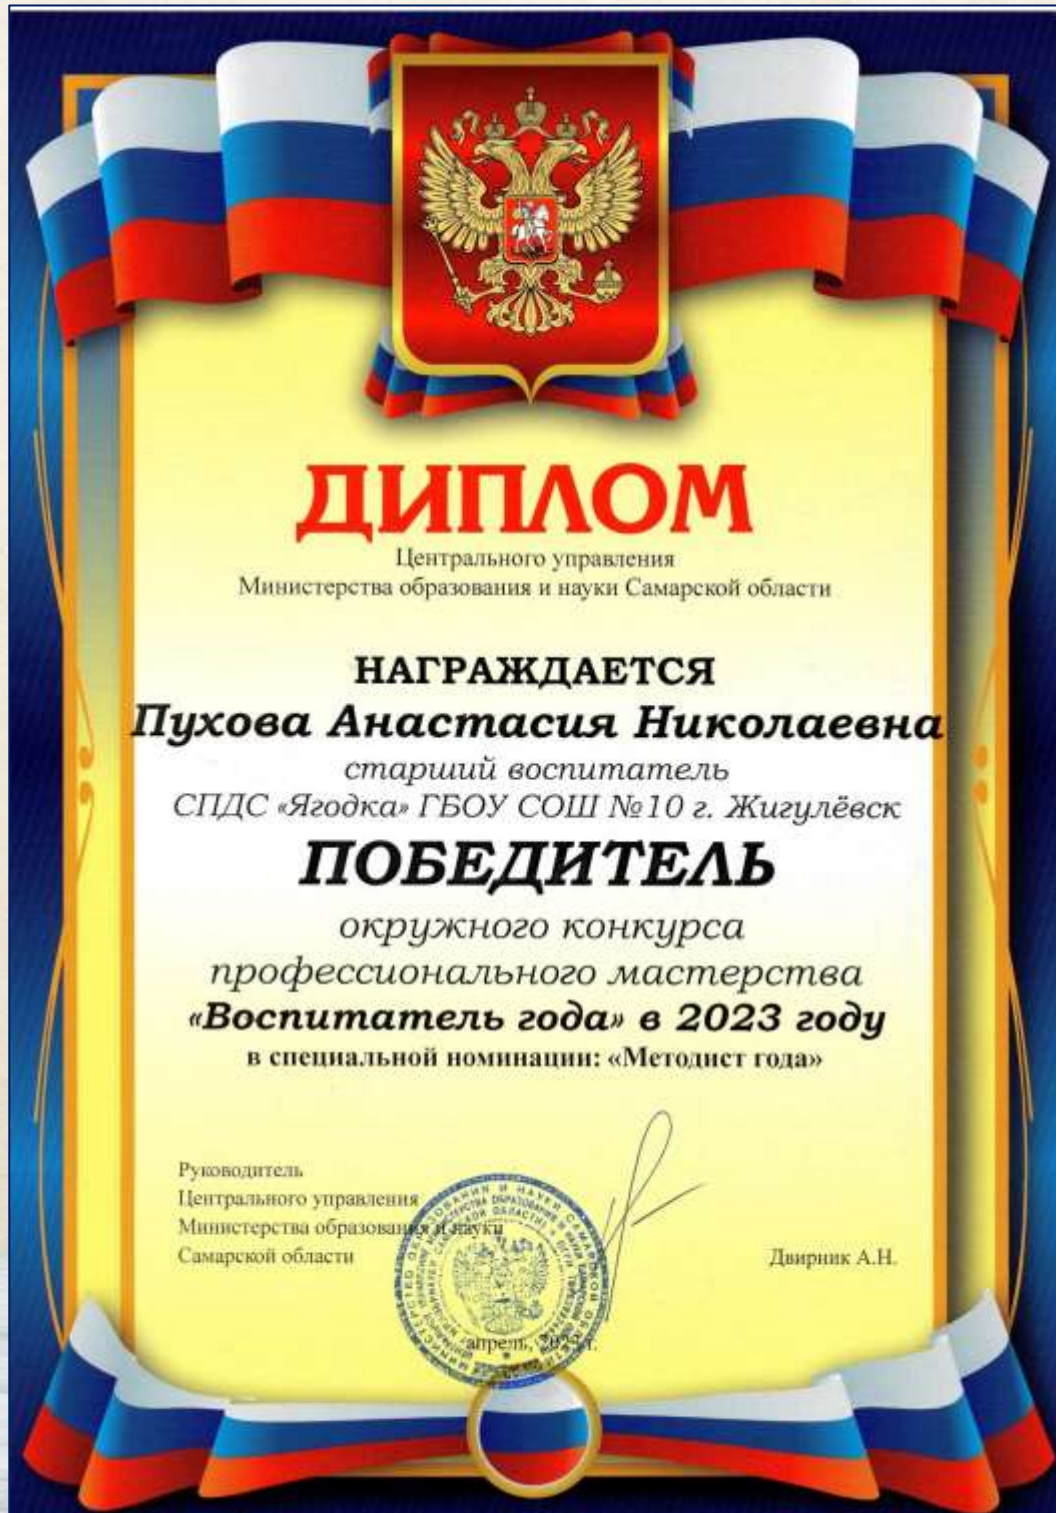 ДИПЛОМ
Центрального управления
Министерства образования и науки Самарской области
НАГРАЖДАЕТСЯ
Пухова Анастасия Николаевна
старший воспитатель
СПДС «Ягодка» ГБОУ СОШ №10 г. Жигулёвск
ПОБЕДИТЕЛЬ
окружного конкурса
профессионального мастерства
«Воспитатель года» в 2023 году
в специальной номинации: «Методист года»
Руководитель
Центрального управления
Министерства образования и науки
Самарской области
Двирник А.Н.
апрель, 2023 г.